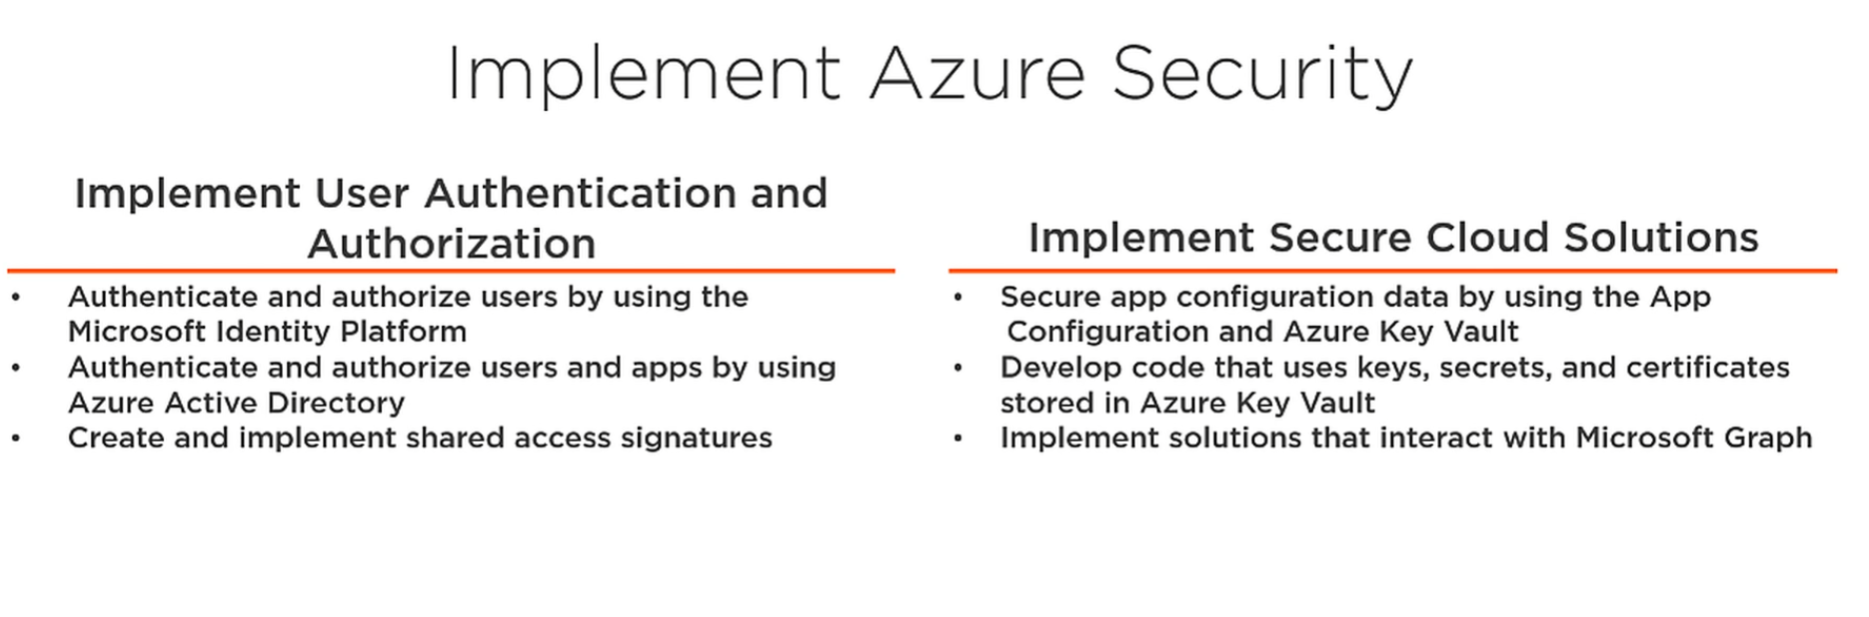 Implement Azure Security
Implement User Authentication and
Authorization
• Authenticate and authorize users by using the
Microsoft Identity Platform
• Authenticate and authorize users and apps by using
Azure Active Directory
• Create and implement shared access signatures
Implement Secure Cloud Solutions
• Secure app configuration data by using the App
Configuration and Azure Key Vault
• Develop code that uses keys, secrets, and certificates
stored in Azure Key Vault
• Implement solutions that interact with Microsoft Graph